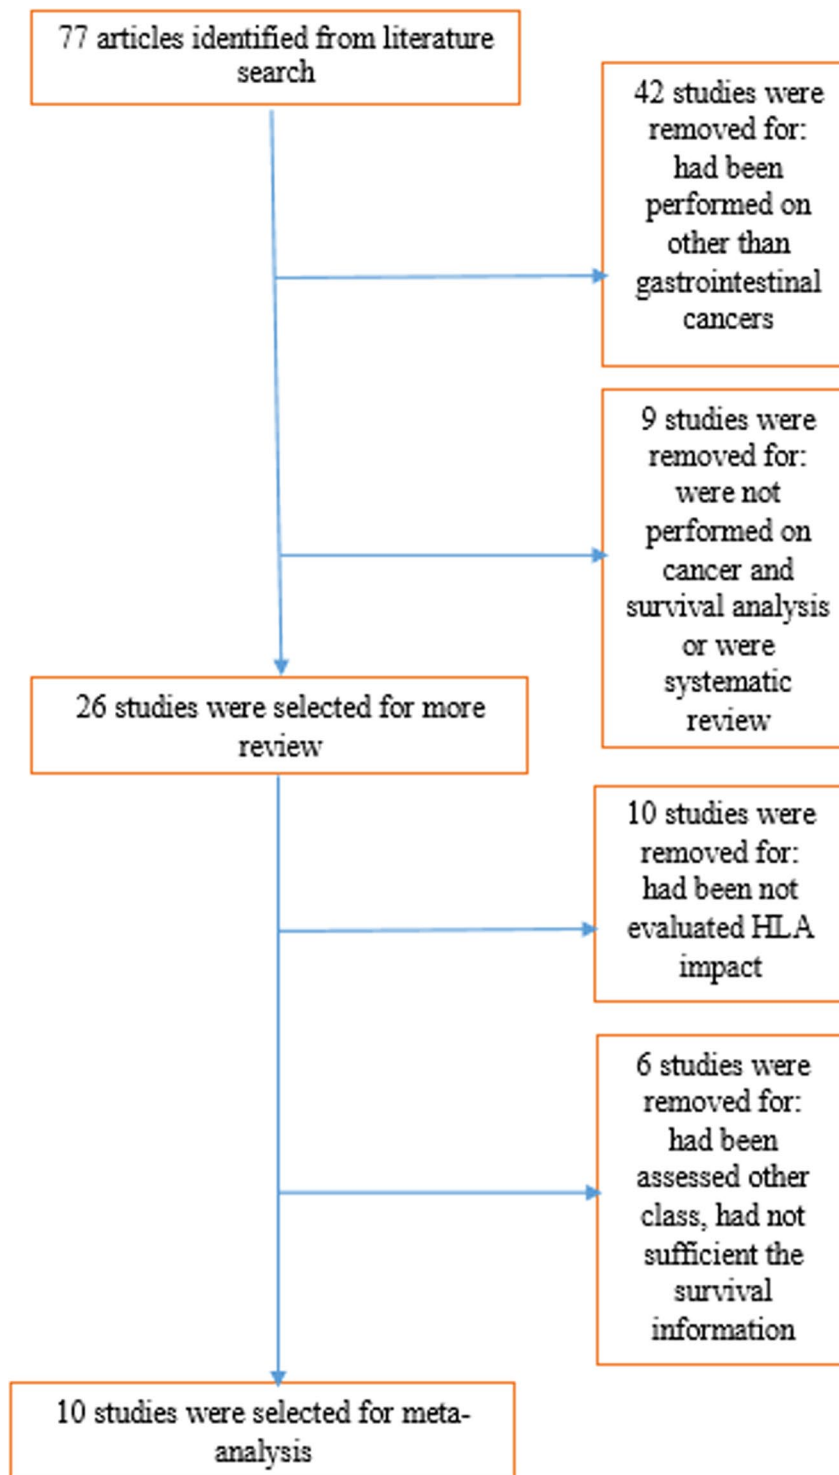 77 articles identified from literature
search
42 studies were
removed for:
had been
performed on
other than
gastrointestinal
cancers
9 studies were
removed for:
were not
performed on
cancer and
survival analysis
or were
systematic
review
26 studies were selected for more
review
10 studies were
removed for:
had been not
evaluated HLA
impact
6 studies were
removed for:
had been
assessed other
class, had not
sufficient the
survival
information
10 studies were selected for meta-
analysis